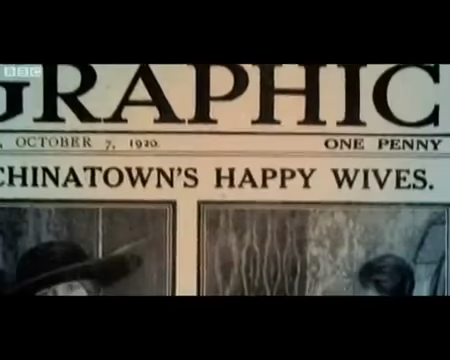 BBC
GRAPHIC
, OCTOBER 7, 1920. ONE PENNY
CHINATOWN'S HAPPY WIVES.